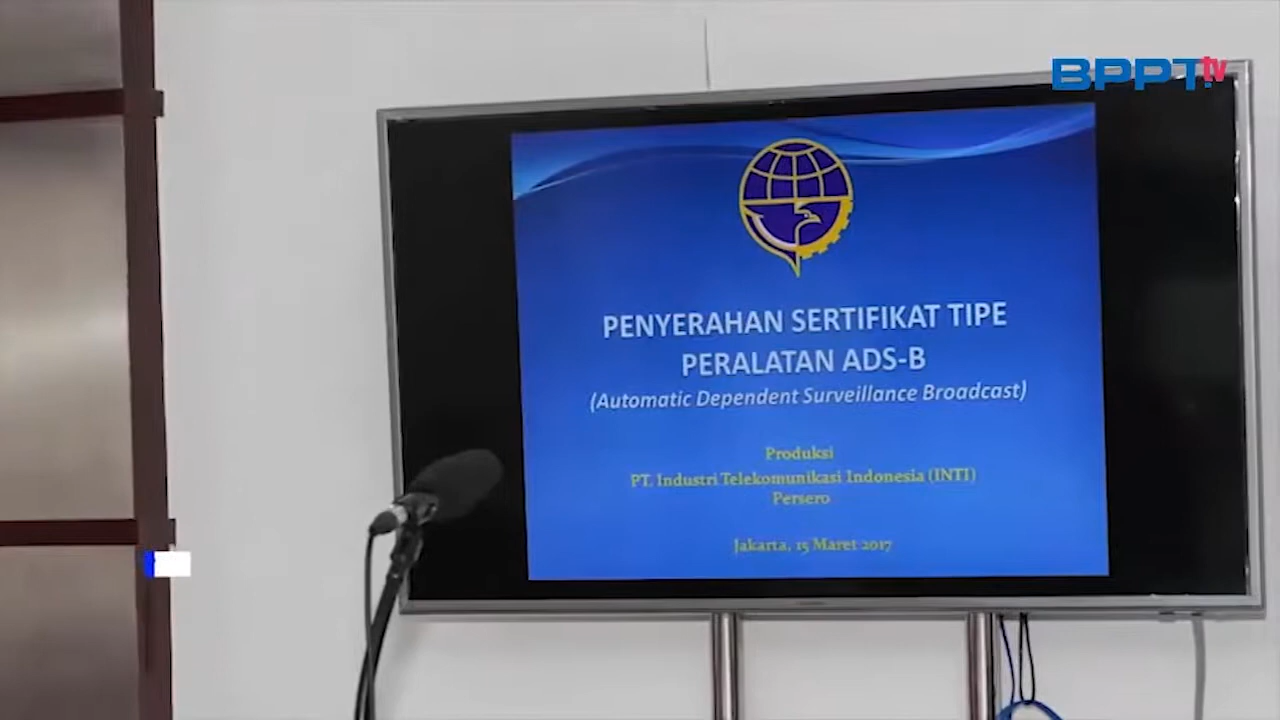 BPPT.tv
PENYERAHAN SERTIFIKAT TIPE
PERALATAN ADS-B
(Automatic Dependent Surveillance Broadcast)
Produksi
PT. Industri Telekomunikasi Indonesia (INTI)
Persero
Jakarta, 15 Maret 2017